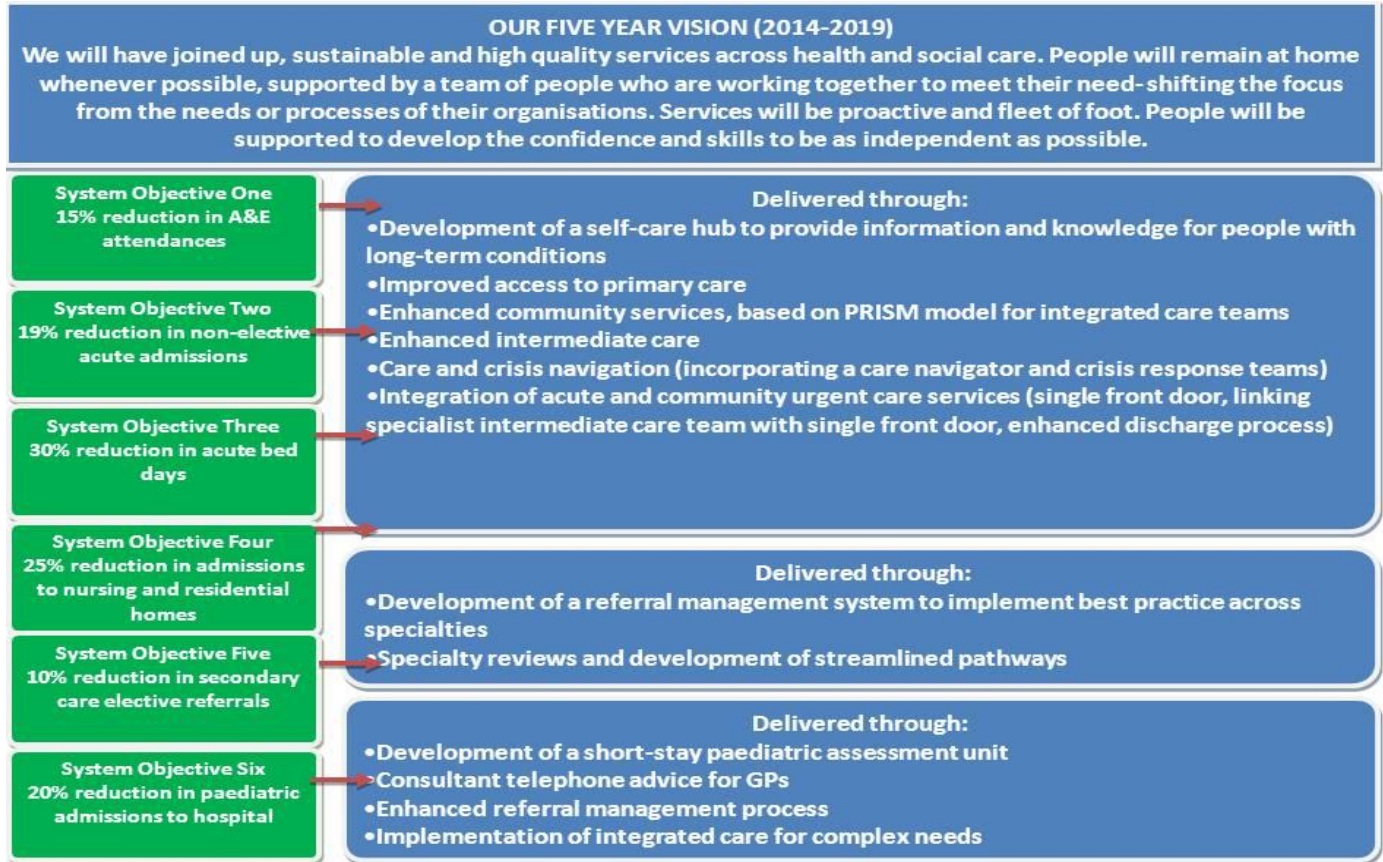 OUR FIVE YEAR VISION (2014-2019)
We will have joined up, sustainable and high quality services across health and social care. People will remain at home
whenever possible, supported by a team of people who are working together to meet their need- shifting the focus
from the needs or processes of their organisations. Services will be proactive and fleet of foot. People will be
supported to develop the confidence and skills to be as independent as possible.
System Objective One
15% reduction in A&E
attendances
System Objective Two
19% reduction in non-elective
acute admissions
System Objective Three
30% reduction in acute bed
days
System Objective Four
25% reduction in admissions
to nursing and residential
homes
System Objective Five
10% reduction in secondary
care elective referrals
System Objective Six
20% reduction in paediatric
admissions to hospital
Delivered through:
•Development of a self-care hub to provide information and knowledge for people with
long-term conditions
•Improved access to primary care
•Enhanced community services, based on PRISM model for integrated care teams
•Enhanced intermediate care
•Care and crisis navigation (incorporating a care navigator and crisis response teams)
•Integration of acute and community urgent care services (single front door, linking
specialist intermediate care team with single front door, enhanced discharge process)
Delivered through:
•Development of a referral management system to implement best practice across
specialties
•Specialty reviews and development of streamlined pathways
Delivered through:
•Development of a short-stay paediatric assessment unit
•Consultant telephone advice for GPs
•Enhanced referral management process
•Implementation of integrated care for complex needs